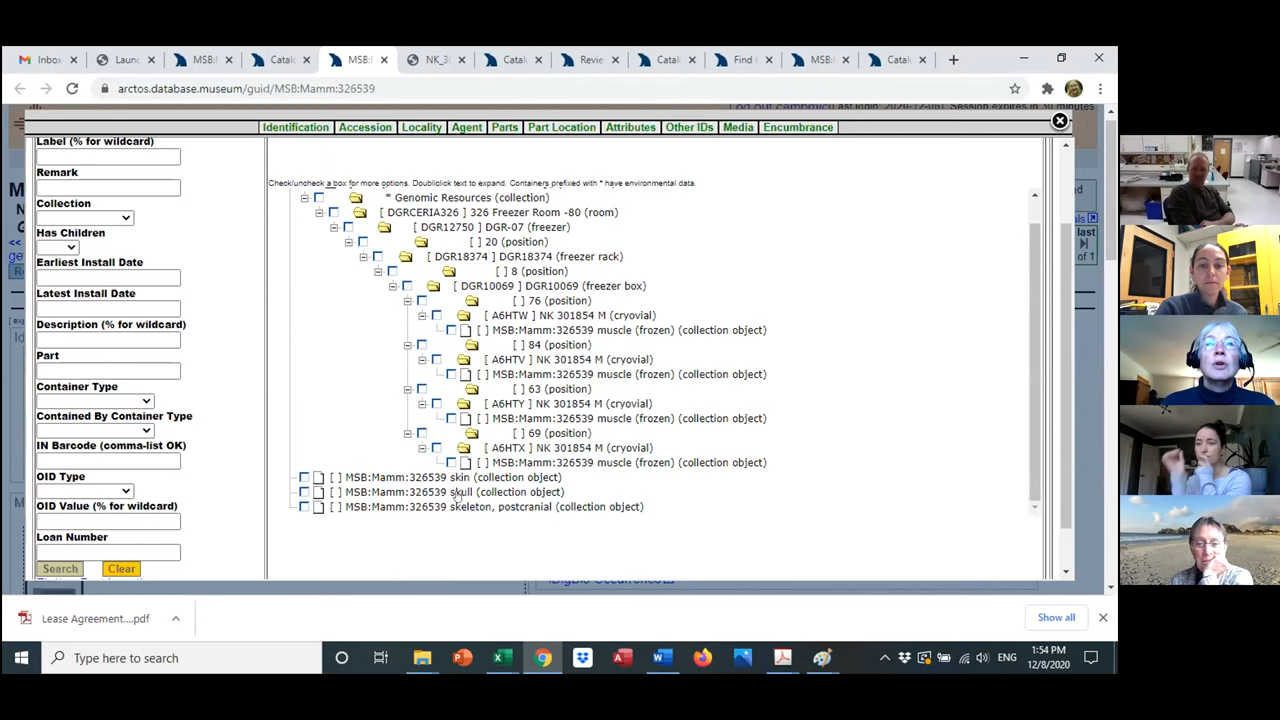 Inbox
Laun
MSB:
Catal
MSB:
NK_3
Catal
Revie
Catal
Find
MSB:
Catal
arctos.database.museum/guid/MSB:Mamm:326539
Identification Accession Locality Agent Parts Part Location Attributes Other IDs Media Encumbrance
Label (% for wildcard)
Remark
Collection
Has Children
Earliest Install Date
Latest Install Date
Description (% for wildcard)
Part
Container Type
Contained By Container Type
IN Barcode (comma-list OK)
OID Type
OID Value (% for wildcard)
Loan Number
Search Clear
Check/uncheck a box for more options. Doubleclick text to expand. Containers prefixed with * have environmental data.
* Genomic Resources (collection)
[ DGRCERIA326 ] 326 Freezer Room -80 (room)
[ DGR12750 ] DGR-07 (freezer)
[ ] 20 (position)
[ DGR18374 ] DGR18374 (freezer rack)
[ ] 8 (position)
[ DGR10069 ] DGR10069 (freezer box)
[ ] 76 (position)
[ A6HTW ] NK 301854 M (cryovial)
[ ] MSB:Mamm:326539 muscle (frozen) (collection object)
[ ] 84 (position)
[ A6HTV ] NK 301854 M (cryovial)
[ ] MSB:Mamm:326539 muscle (frozen) (collection object)
[ ] 63 (position)
[ A6HTY ] NK 301854 M (cryovial)
[ ] MSB:Mamm:326539 muscle (frozen) (collection object)
[ ] 69 (position)
[ A6HTX ] NK 301854 M (cryovial)
[ ] MSB:Mamm:326539 muscle (frozen) (collection object)
[ ] MSB:Mamm:326539 skin (collection object)
[ ] MSB:Mamm:326539 skull (collection object)
[ ] MSB:Mamm:326539 skeleton, postcranial (collection object)
last
of 1
Lease Agreement....pdf
Show all
Type here to search
ENG
1:54 PM
12/8/2020